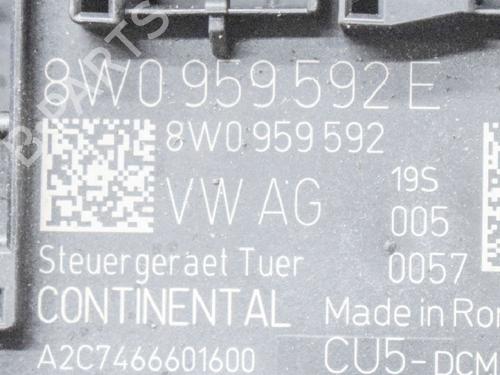 8W0 959 592 E
8W0 959 592
VW AG
19S
005
0057
Steuergeraet Tuer
CONTINENTAL
Made in Ro
A2C7466601600
CU5-DCM
B-PARTS